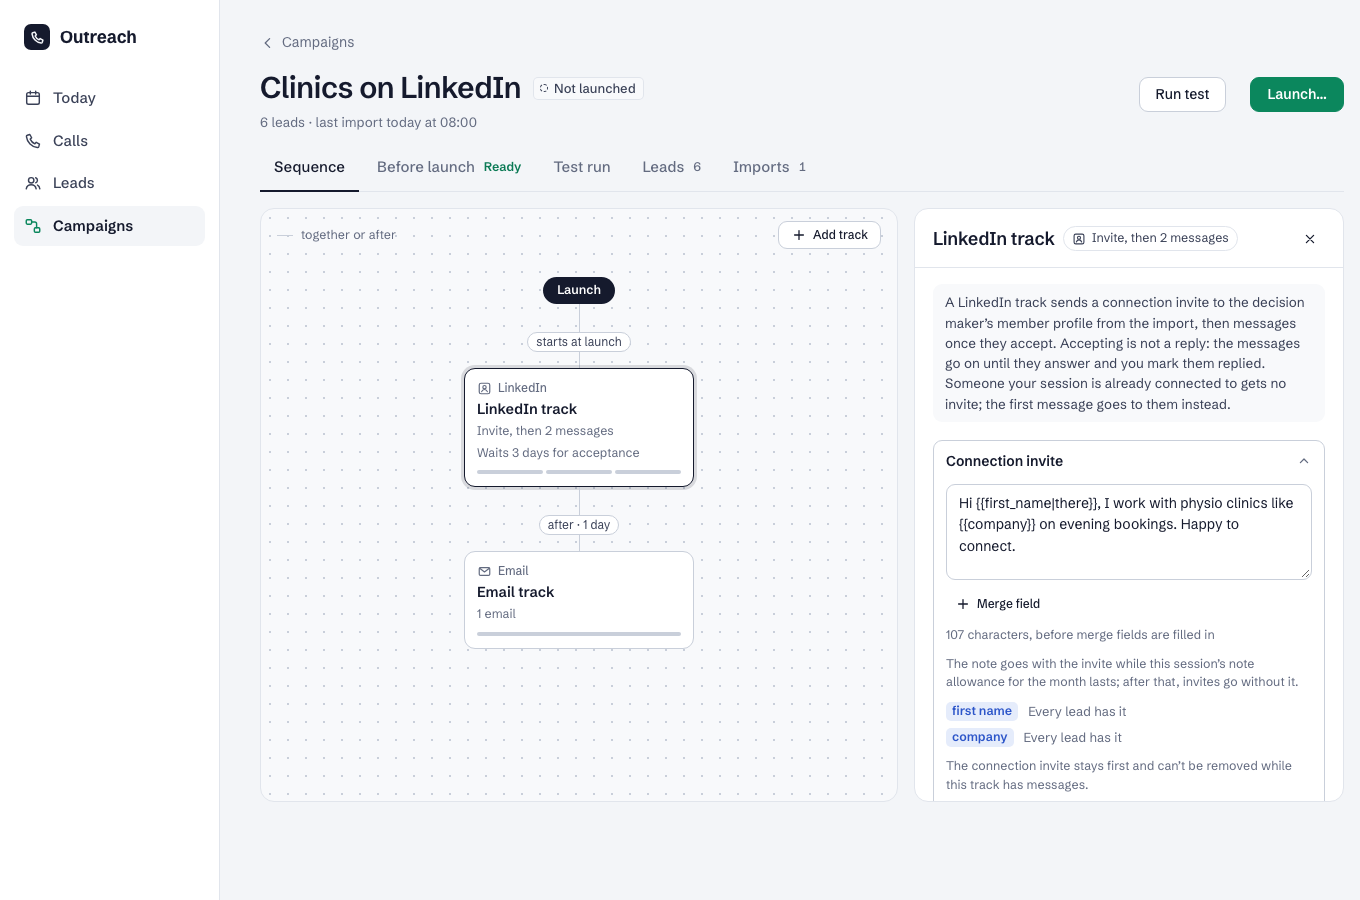 Outreach
Today
Calls
Leads
Campaigns
Campaigns
Clinics on LinkedIn
Not launched
6 leads · last import today at 08:00
Run test
Launch…
Sequence
Before launch Ready
Test run
Leads 6
Imports 1
together or after
Add track
Launch
starts at launch
LinkedIn
LinkedIn track
Invite, then 2 messages
Waits 3 days for acceptance
after · 1 day
Email
Email track
1 email
LinkedIn track
Invite, then 2 messages
A LinkedIn track sends a connection invite to the decision
maker’s member profile from the import, then messages
once they accept. Accepting is not a reply: the messages
go on until they answer and you mark them replied.
Someone your session is already connected to gets no
invite; the first message goes to them instead.
Connection invite
Hi {{first_name|there}}, I work with physio clinics like
{{company}} on evening bookings. Happy to
connect.
Merge field
107 characters, before merge fields are filled in
The note goes with the invite while this session’s note
allowance for the month lasts; after that, invites go without it.
first name Every lead has it
company Every lead has it
The connection invite stays first and can’t be removed while
this track has messages.